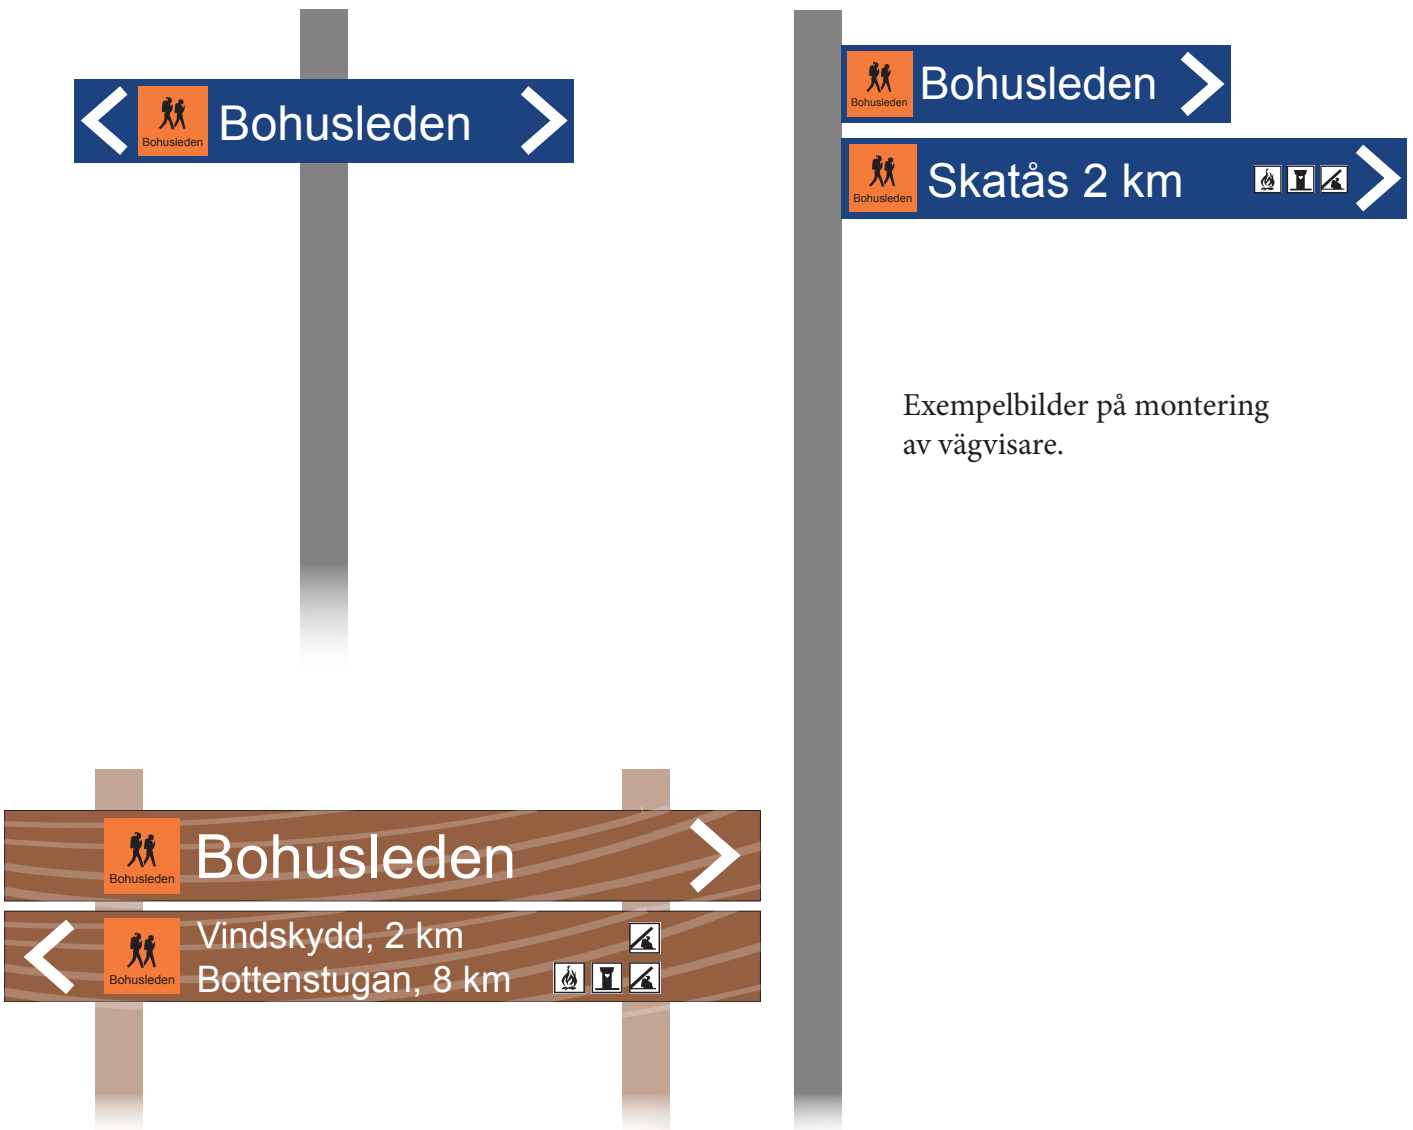 Bohusleden
Bohusleden
Bohusleden
Bohusleden
Bohusleden
Skatås 2 km
Exempelbilder på montering
av vägvisare.
Bohusleden
Bohusleden
Bohusleden
Vindskydd, 2 km
Bottenstugan, 8 km